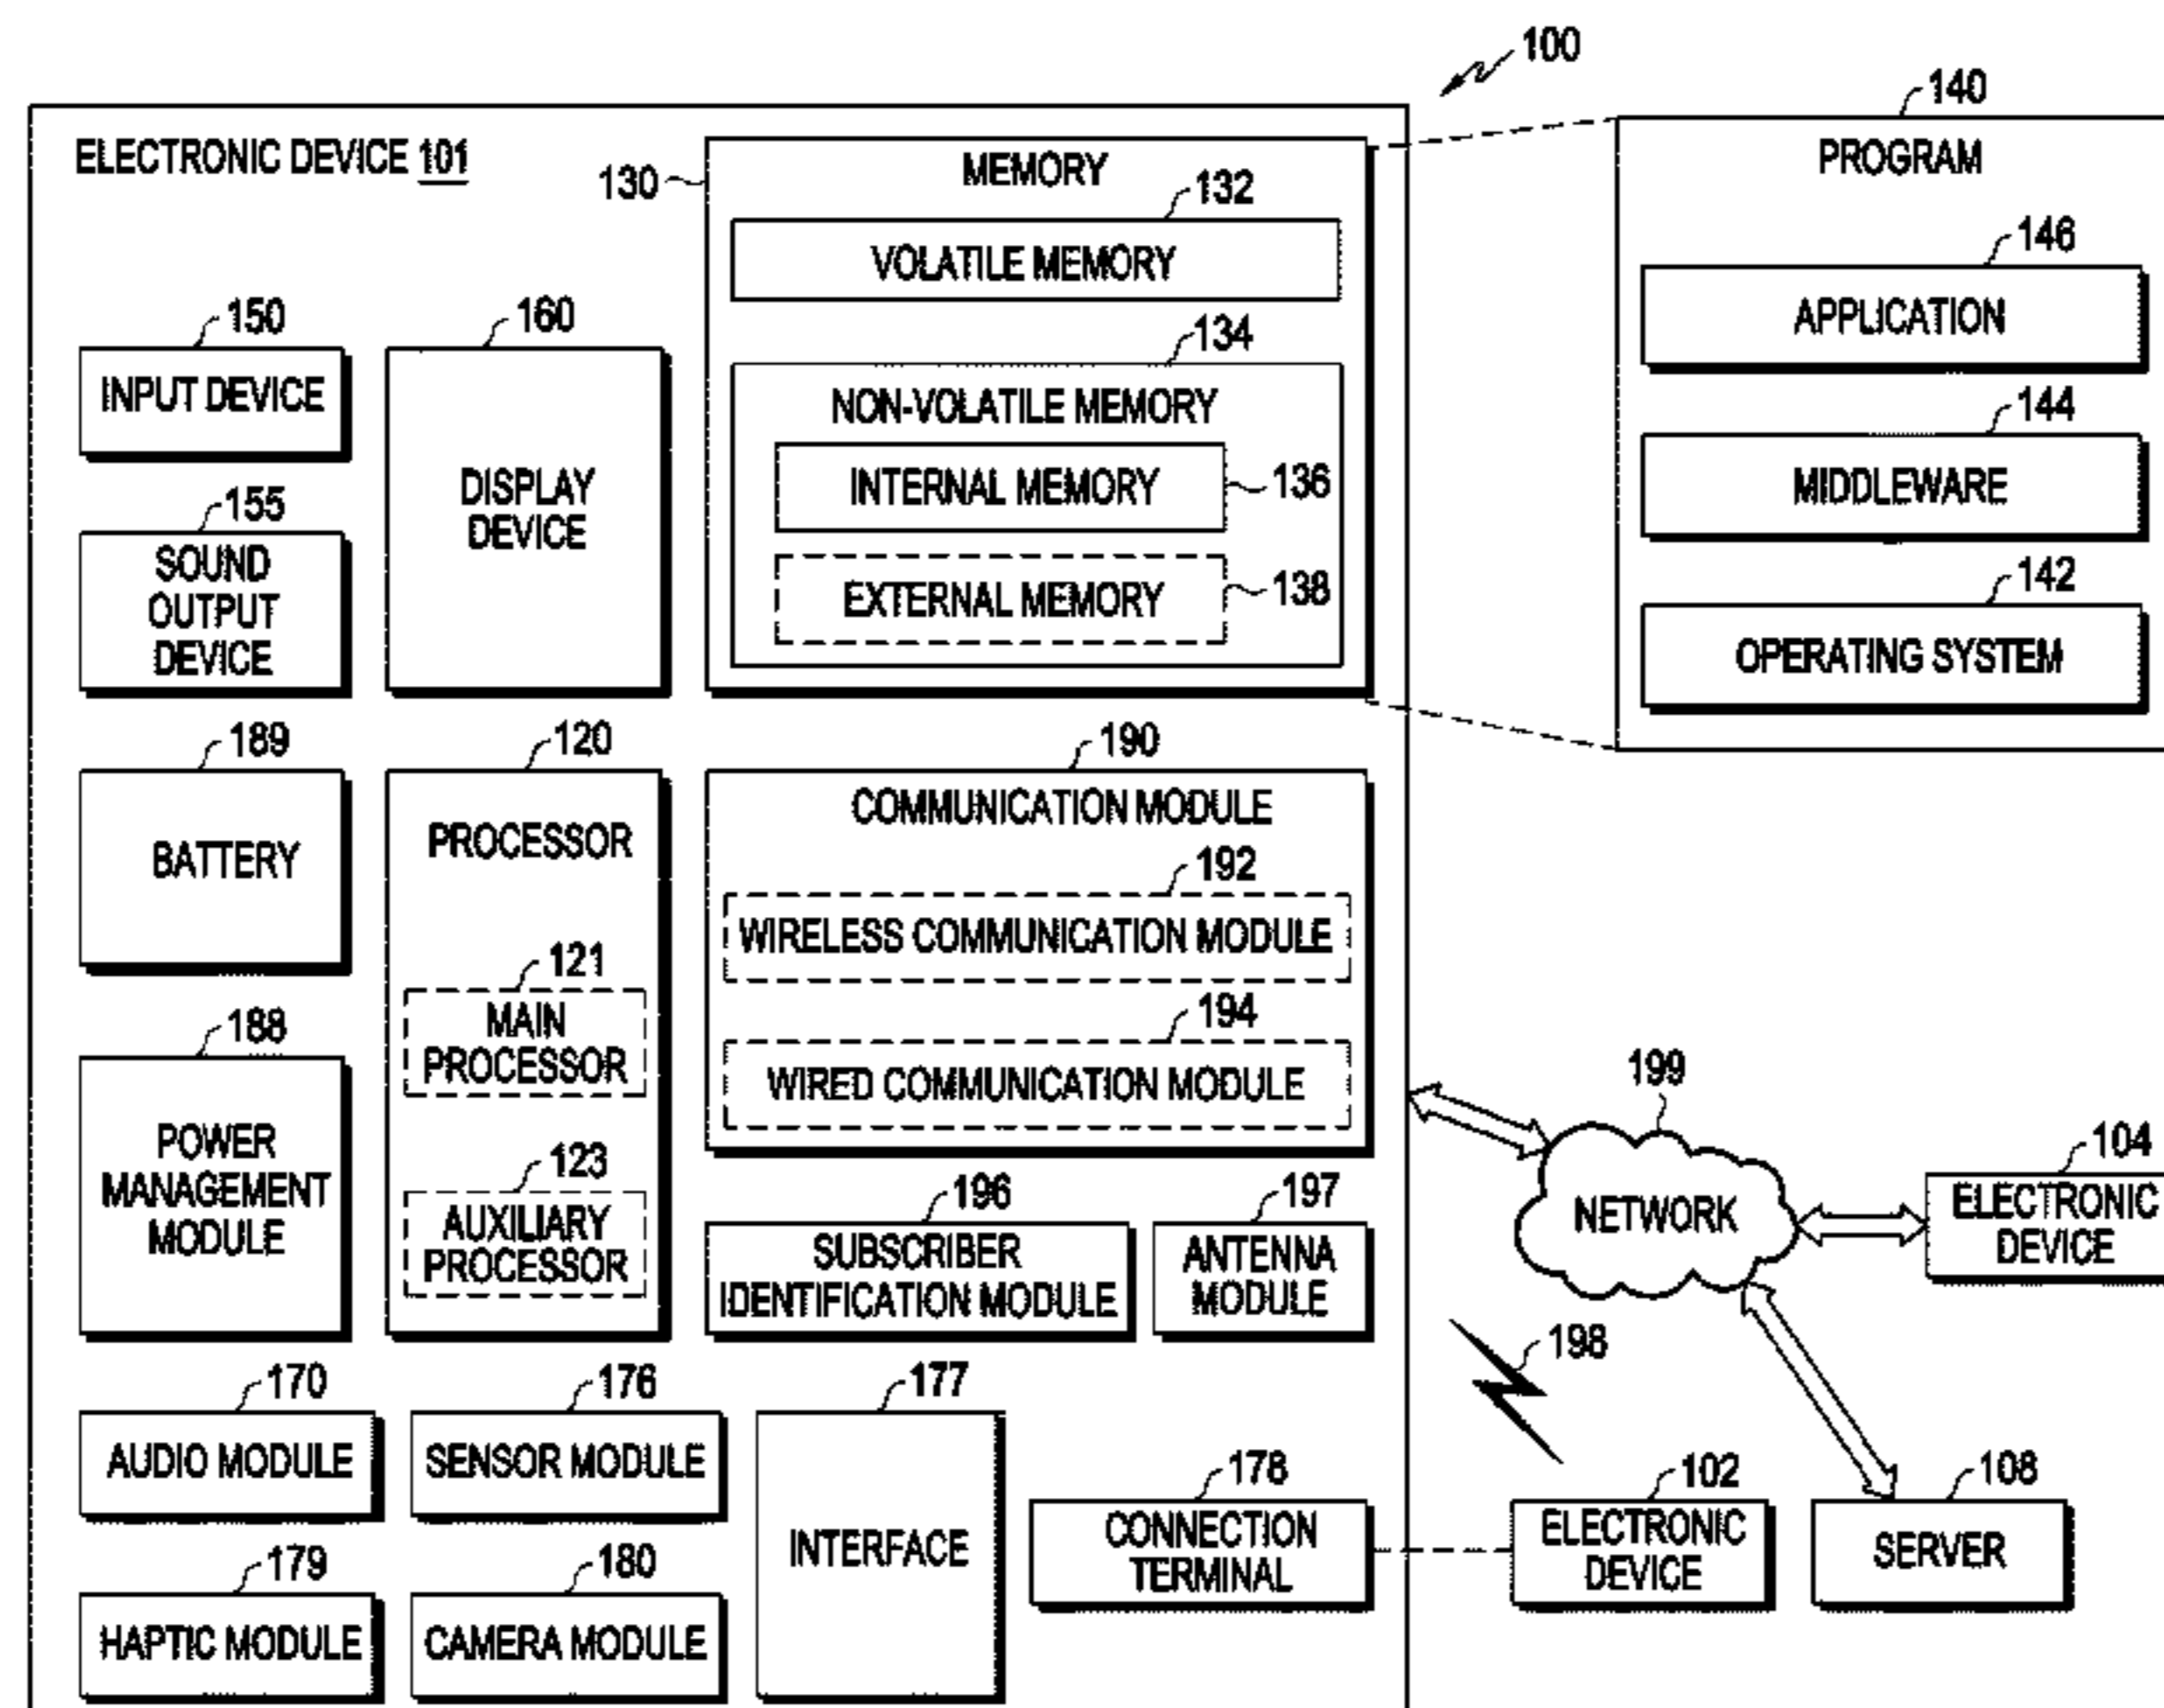 100
ELECTRONIC DEVICE 101
130
MEMORY
132
VOLATILE MEMORY
134
NON-VOLATILE MEMORY
INTERNAL MEMORY
136
EXTERNAL MEMORY
138
140
PROGRAM
146
APPLICATION
144
MIDDLEWARE
142
OPERATING SYSTEM
150
INPUT DEVICE
160
DISPLAY
DEVICE
155
SOUND
OUTPUT
DEVICE
189
BATTERY
120
PROCESSOR
121
MAIN
PROCESSOR
123
AUXILIARY
PROCESSOR
190
COMMUNICATION MODULE
192
WIRELESS COMMUNICATION MODULE
194
WIRED COMMUNICATION MODULE
188
POWER
MANAGEMENT
MODULE
196
SUBSCRIBER
IDENTIFICATION MODULE
197
ANTENNA
MODULE
199
NETWORK
104
ELECTRONIC
DEVICE
198
170
AUDIO MODULE
176
SENSOR MODULE
177
INTERFACE
178
CONNECTION
TERMINAL
102
ELECTRONIC
DEVICE
108
SERVER
179
HAPTIC MODULE
180
CAMERA MODULE